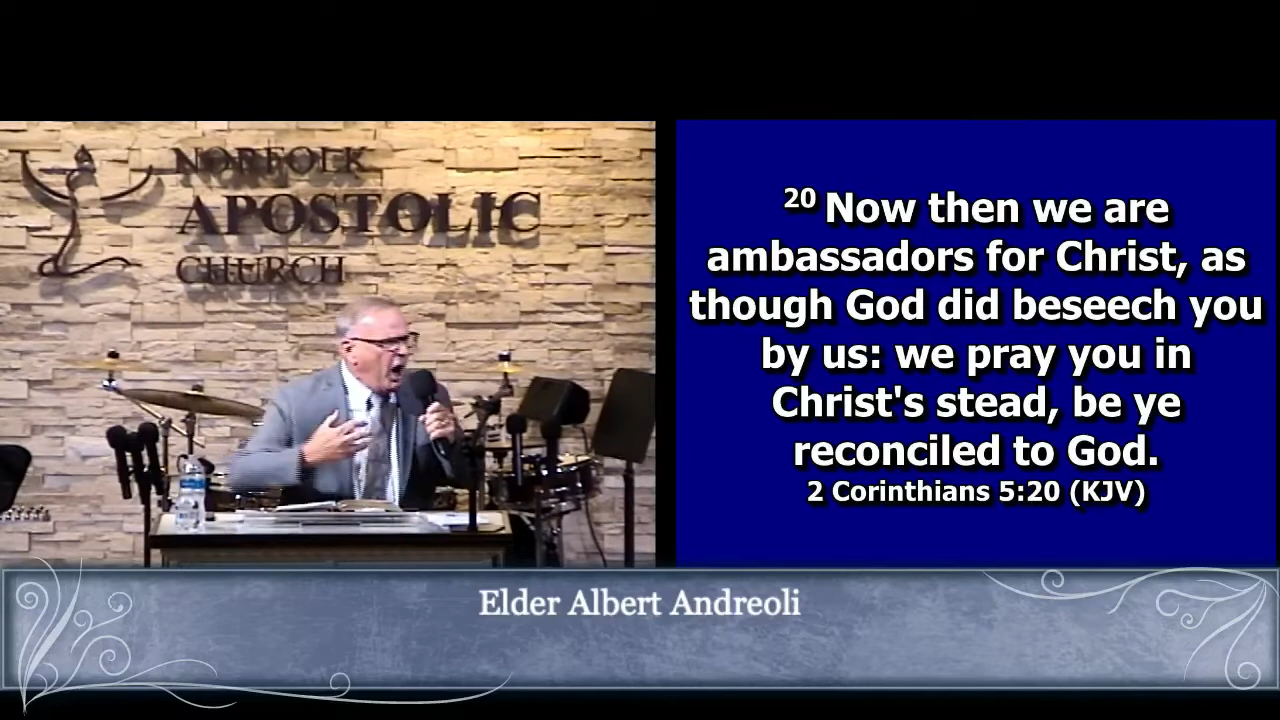 NORFOLK
APOSTOLIC
CHURCH
20 Now then we are
ambassadors for Christ, as
though God did beseech you
by us: we pray you in
Christ's stead, be ye
reconciled to God.
2 Corinthians 5:20 (KJV)
Elder Albert Andreoli